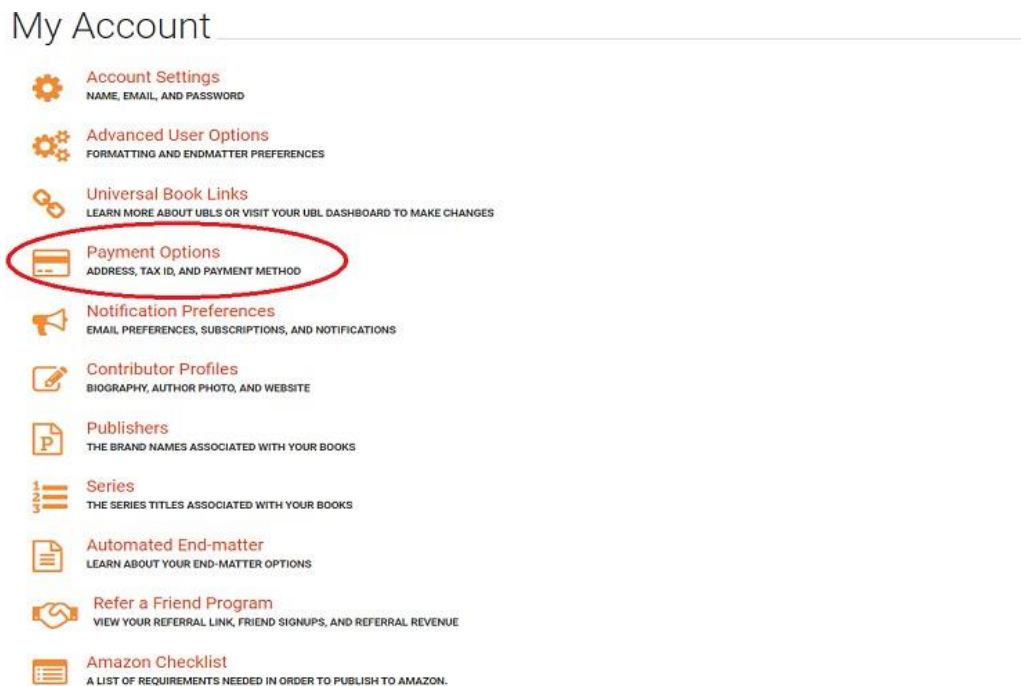 My Account
Account Settings
NAME, EMAIL, AND PASSWORD
Advanced User Options
FORMATTING AND ENDMATTER PREFERENCES
Universal Book Links
LEARN MORE ABOUT UBLS OR VISIT YOUR UBL DASHBOARD TO MAKE CHANGES
Payment Options
ADDRESS, TAX ID, AND PAYMENT METHOD
Notification Preferences
EMAIL PREFERENCES, SUBSCRIPTIONS, AND NOTIFICATIONS
Contributor Profiles
BIOGRAPHY, AUTHOR PHOTO, AND WEBSITE
P
Publishers
THE BRAND NAMES ASSOCIATED WITH YOUR BOOKS
1
2
3
Series
THE SERIES TITLES ASSOCIATED WITH YOUR BOOKS
Automated End-matter
LEARN ABOUT YOUR END-MATTER OPTIONS
Refer a Friend Program
VIEW YOUR REFERRAL LINK, FRIEND SIGNUPS, AND REFERRAL REVENUE
Amazon Checklist
A LIST OF REQUIREMENTS NEEDED IN ORDER TO PUBLISH TO AMAZON.